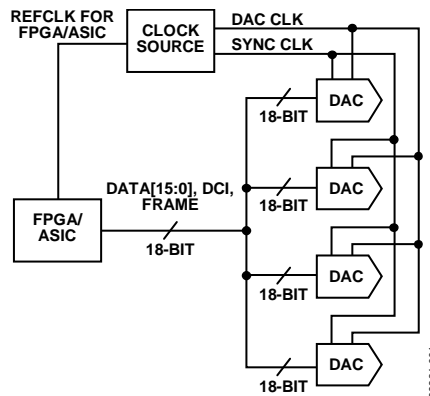 REFCLK FOR
FPGA/ASIC
CLOCK
SOURCE
DAC CLK
SYNC CLK
DAC
18-BIT
DATA[15:0], DCI,
FRAME
DAC
18-BIT
FPGA/
ASIC
18-BIT
DAC
18-BIT
DAC
18-BIT